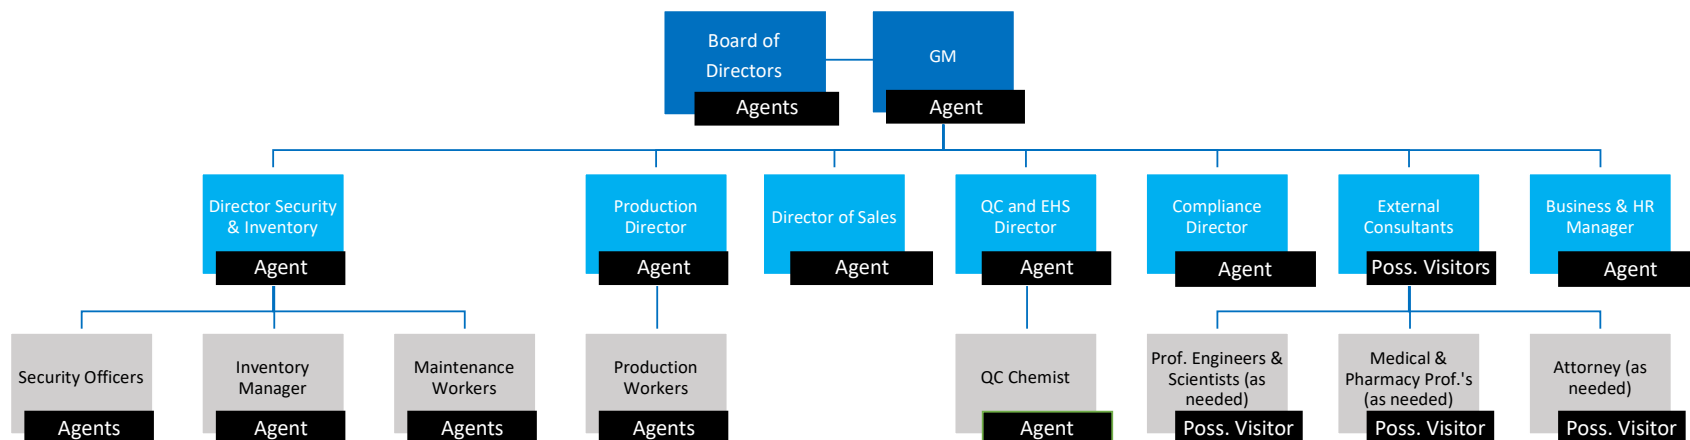 Board of
Directors
Agents
GM
Agent
Director Security
& Inventory
Agent
Production
Director
Agent
Director of Sales
Agent
QC and EHS
Director
Agent
Compliance
Director
Agent
External
Consultants
Poss. Visitors
Business & HR
Manager
Agent
Security Officers
Agents
Inventory
Manager
Agent
Maintenance
Workers
Agents
Production
Workers
Agents
QC Chemist
Agent
Prof. Engineers &
Scientists (as
needed)
Poss. Visitor
Medical &
Pharmacy Prof.'s
(as needed)
Poss. Visitor
Attorney (as
needed)
Poss. Visitor